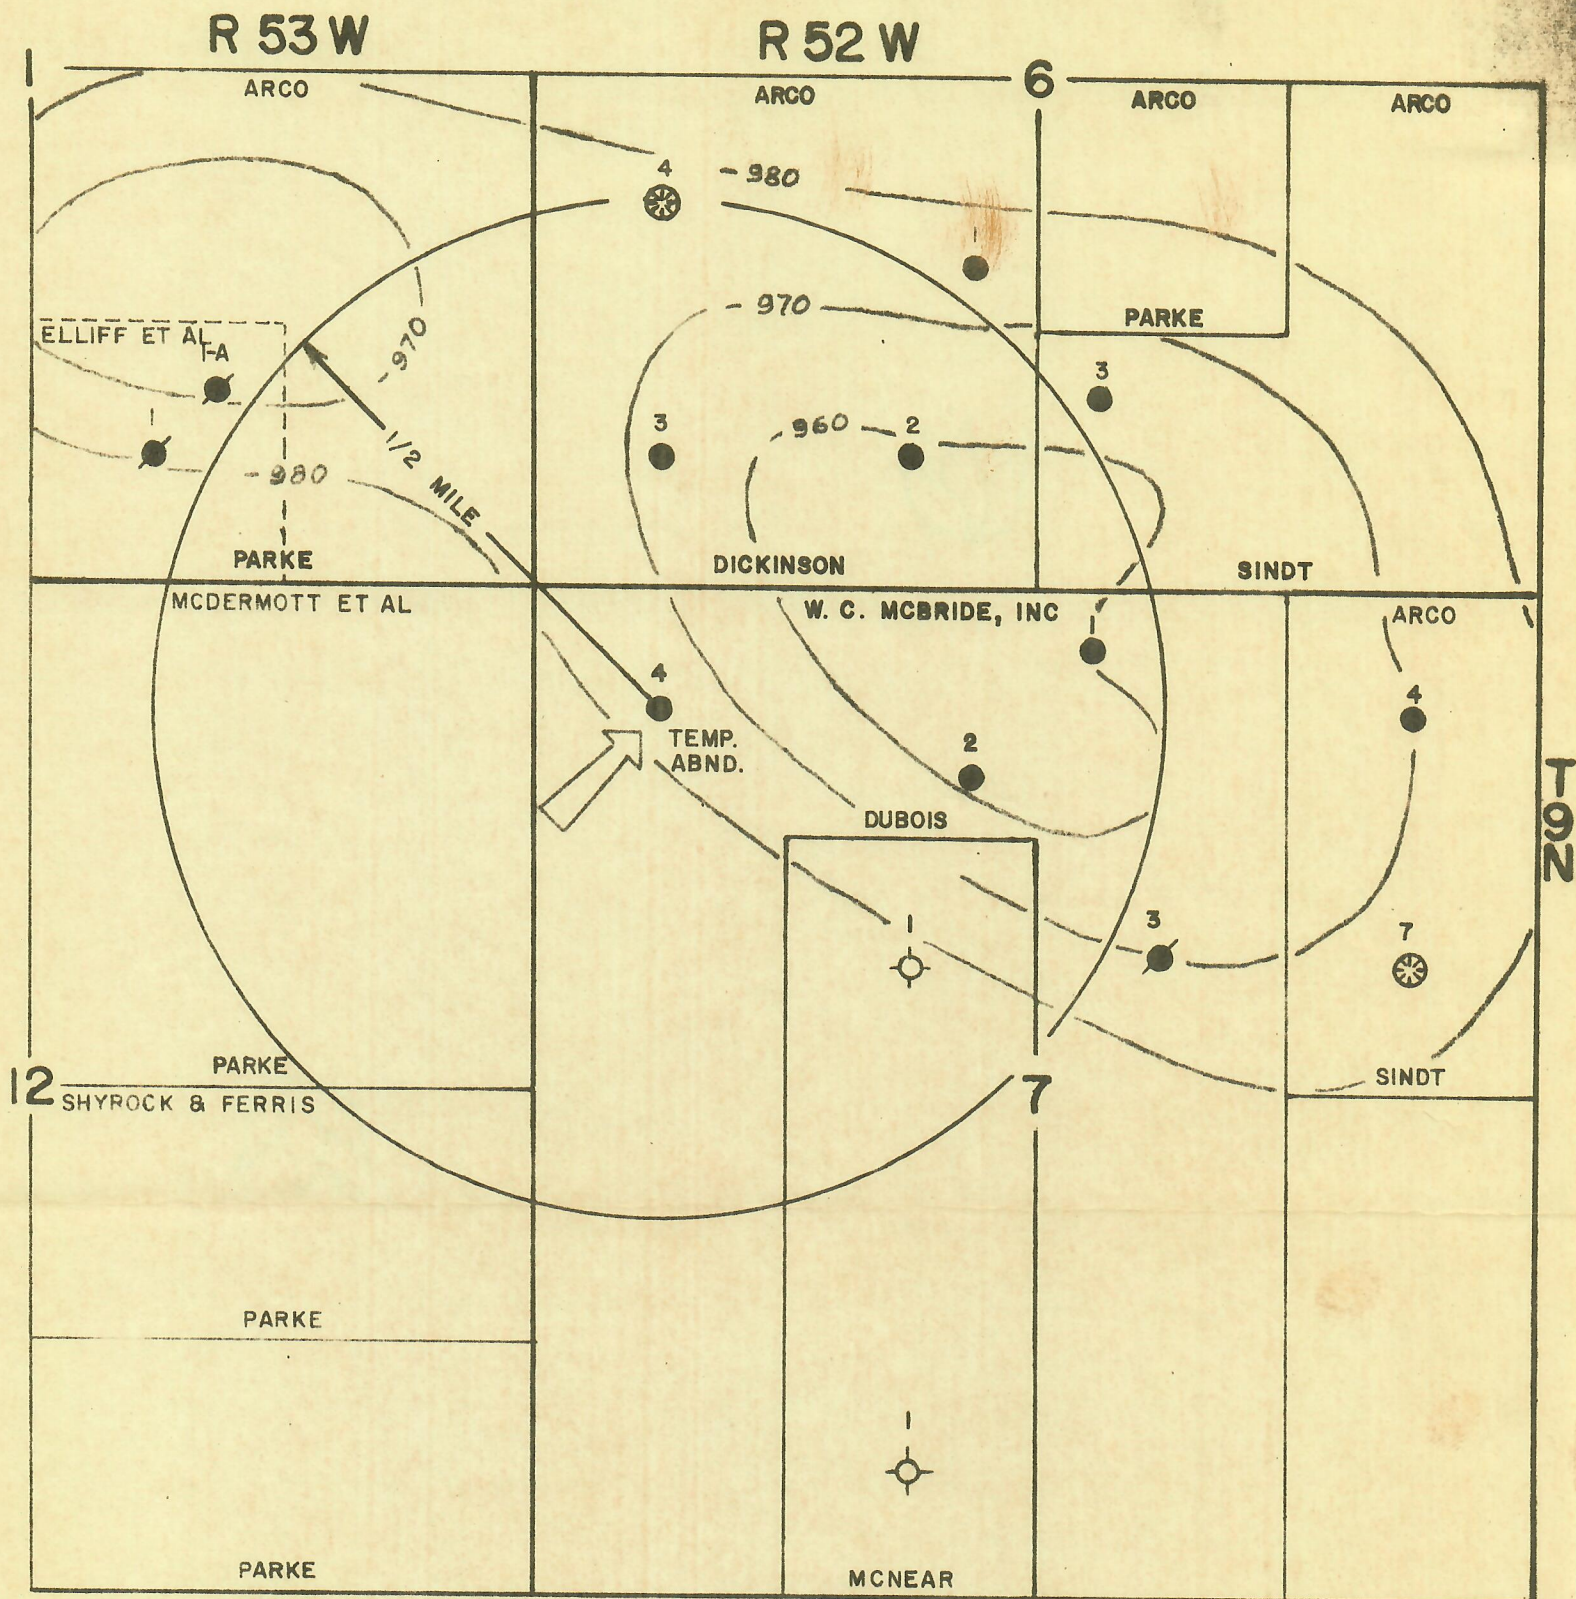 R 53 W
R 52 W
1
6
ARCO
ARCO
ARCO
ARCO
4
-980
1
-970
PARKE
ELLIFF ET AL
1-A
-970
3
1
3
-960
2
1/2 MILE
-980
PARKE
DICKINSON
SINDT
MCDERMOTT ET AL
W. C. MCBRIDE, INC
ARCO
1
4
4
TEMP.
ABND.
2
T9N
DUBOIS
1
3
7
PARKE
12
7
SINDT
SHYROCK & FERRIS
PARKE
1
PARKE
MCNEAR